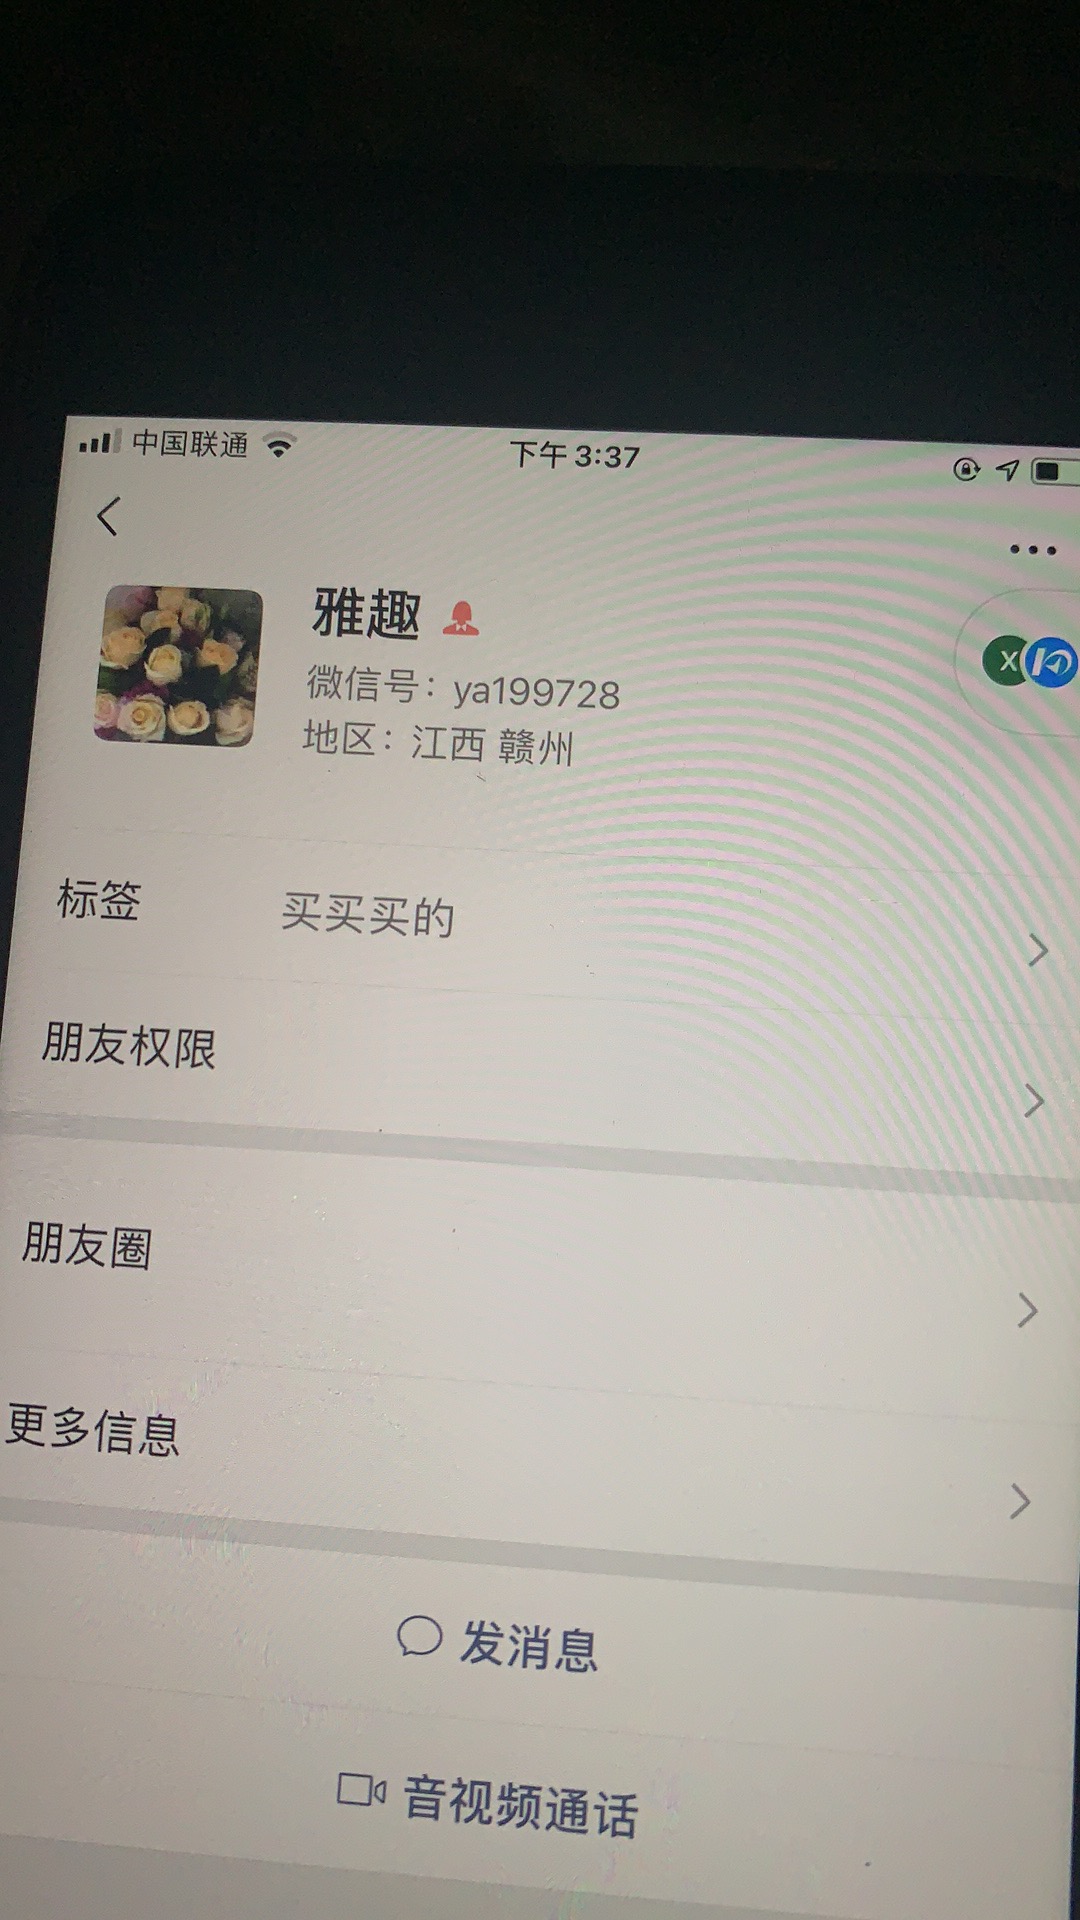 中国联通
下午 3:37
雅趣
微信号：ya199728
地区：江西 赣州
X
标签
买买买的
朋友权限
朋友圈
更多信息
发消息
音视频通话